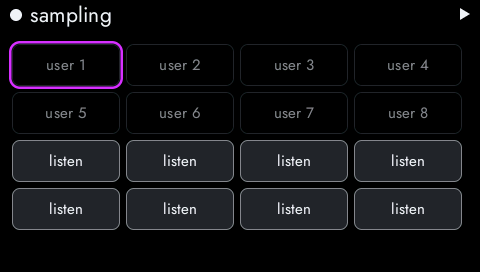 sampling
user 1 user 2 user 3 user 4
user 5 user 6 user 7 user 8
listen listen listen listen
listen listen listen listen